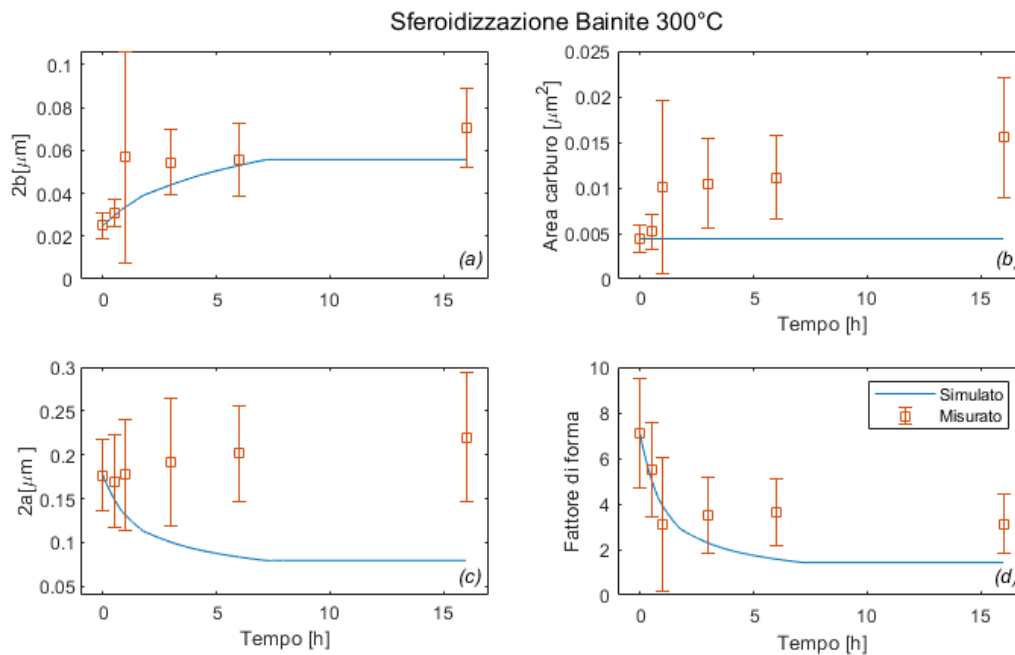 Sferoidizzazione Bainite 300°C
2b[μm]
0.1
0.08
0.06
0.04
0.02
0
0 5 10 15
(a)
Area carburo [μm²]
0.025
0.02
0.015
0.01
0.005
0
0 5 10 15
Tempo [h]
(b)
2a[μm ]
0.3
0.25
0.2
0.15
0.1
0.05
0 5 10 15
Tempo [h]
(c)
Fattore di forma
10
8
6
4
2
0
0 5 10 15
Tempo [h]
(d)
Simulato
Misurato